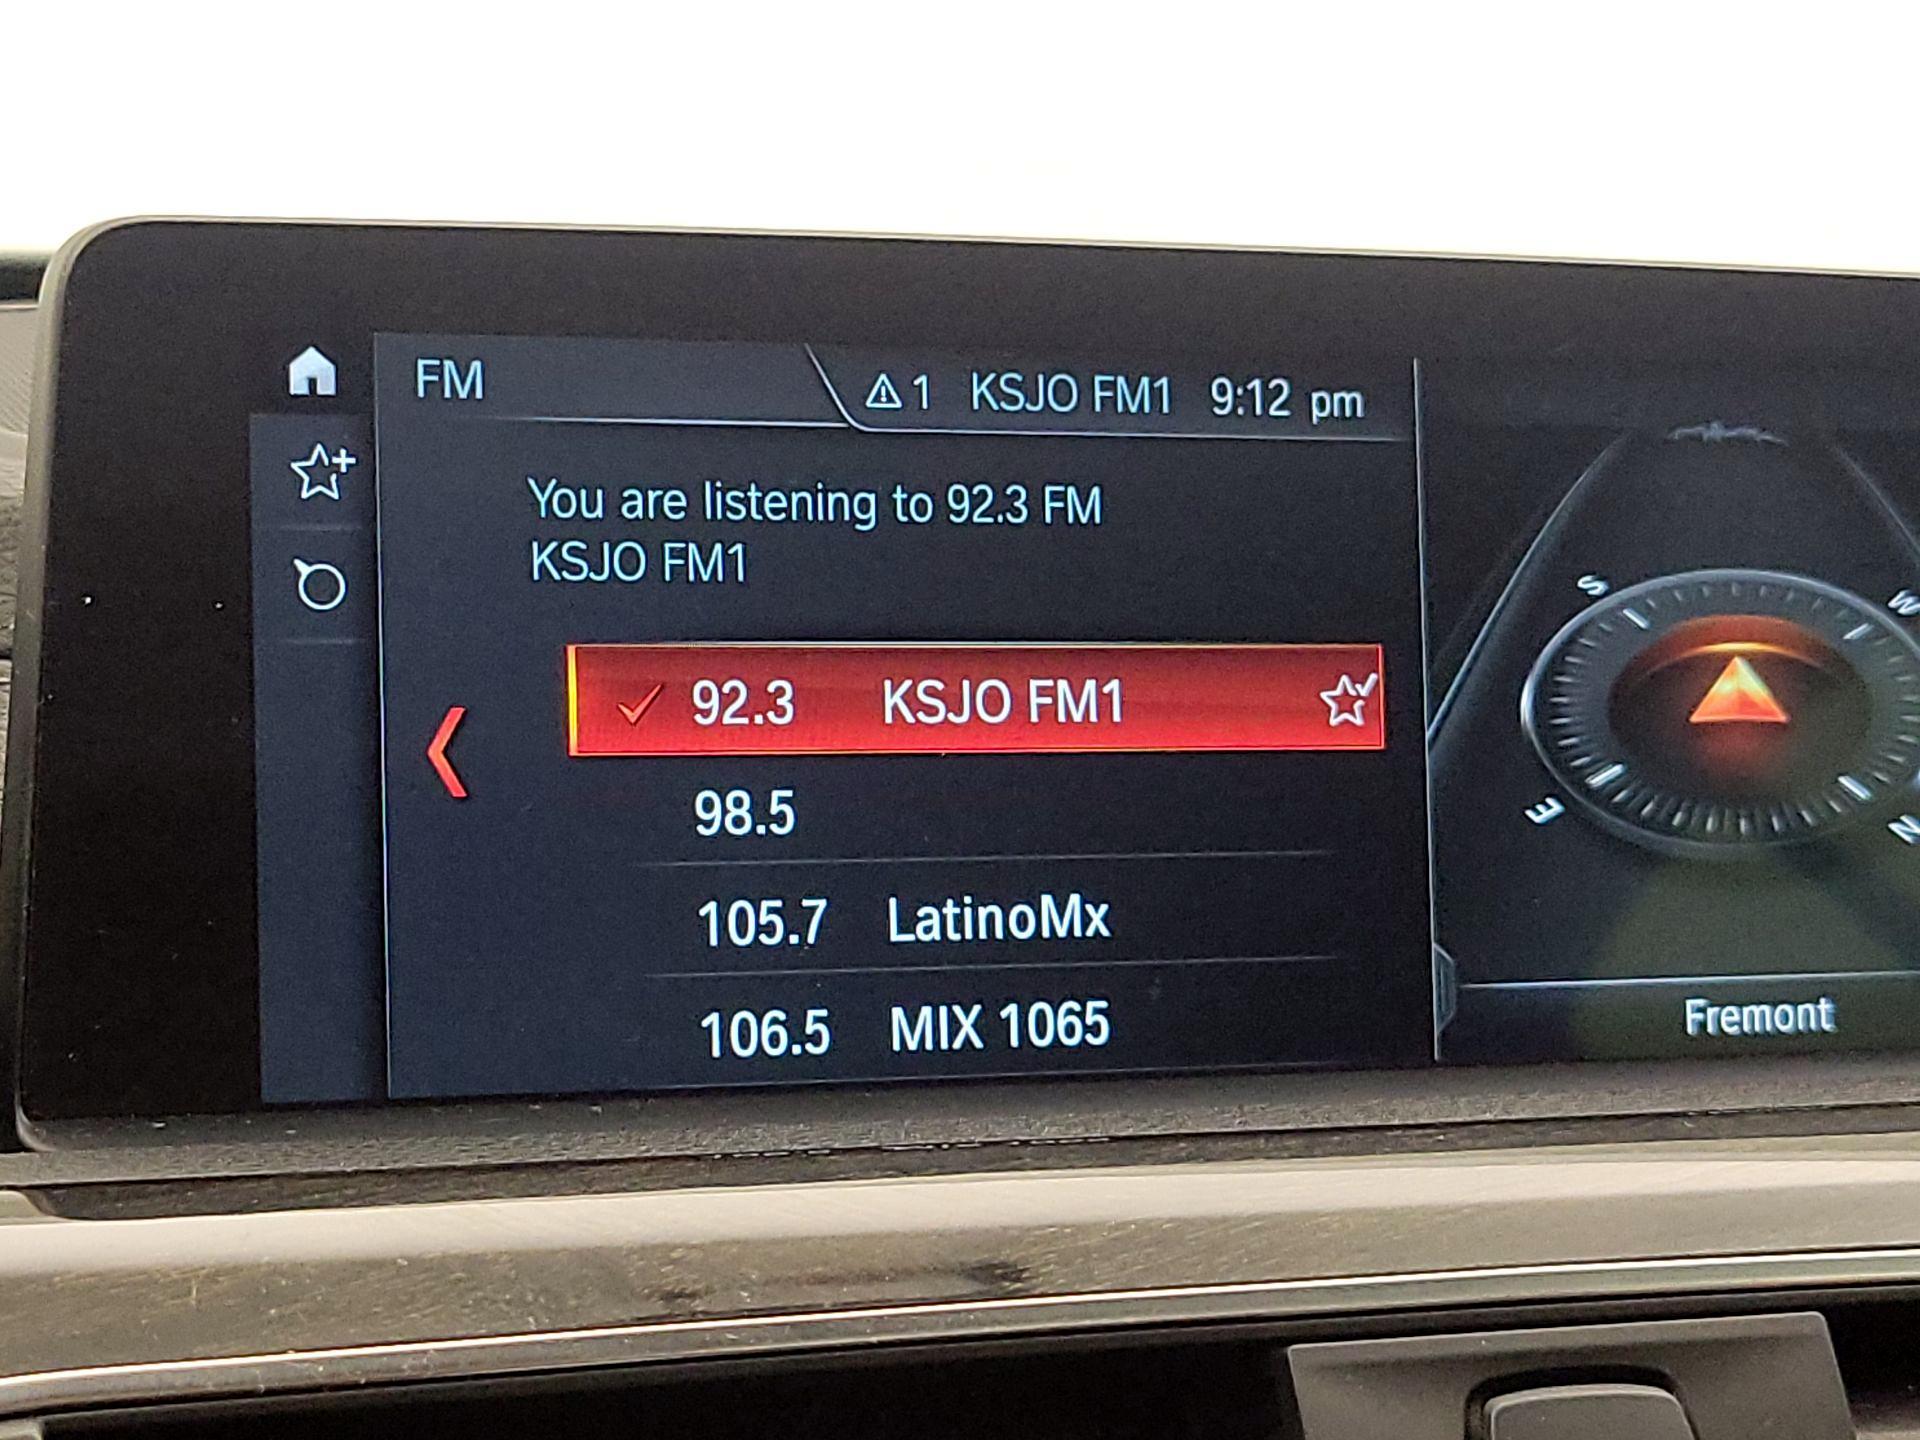 FM
1 KSJO FM1 9:12 pm
You are listening to 92.3 FM
KSJO FM1
92.3 KSJO FM1
98.5
105.7 LatinoMx
106.5 MIX 1065
S
W
E
N
Fremont